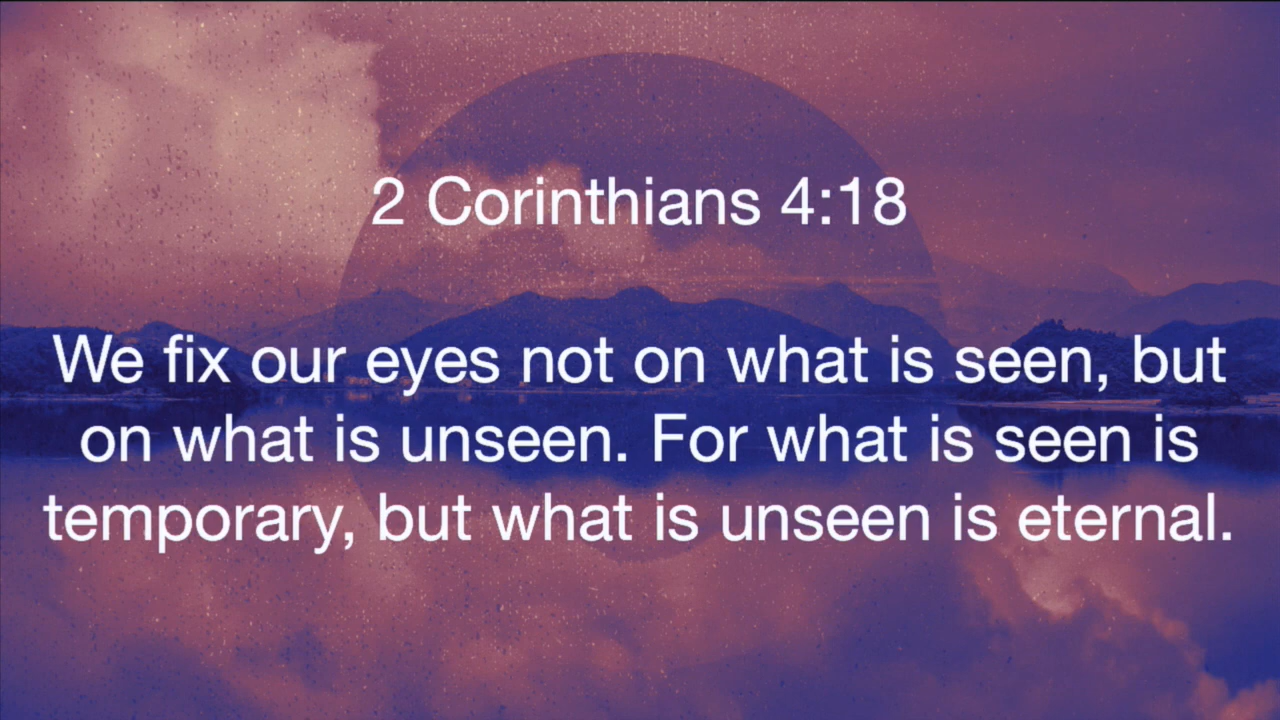 2 Corinthians 4:18
We fix our eyes not on what is seen, but
on what is unseen. For what is seen is
temporary, but what is unseen is eternal.